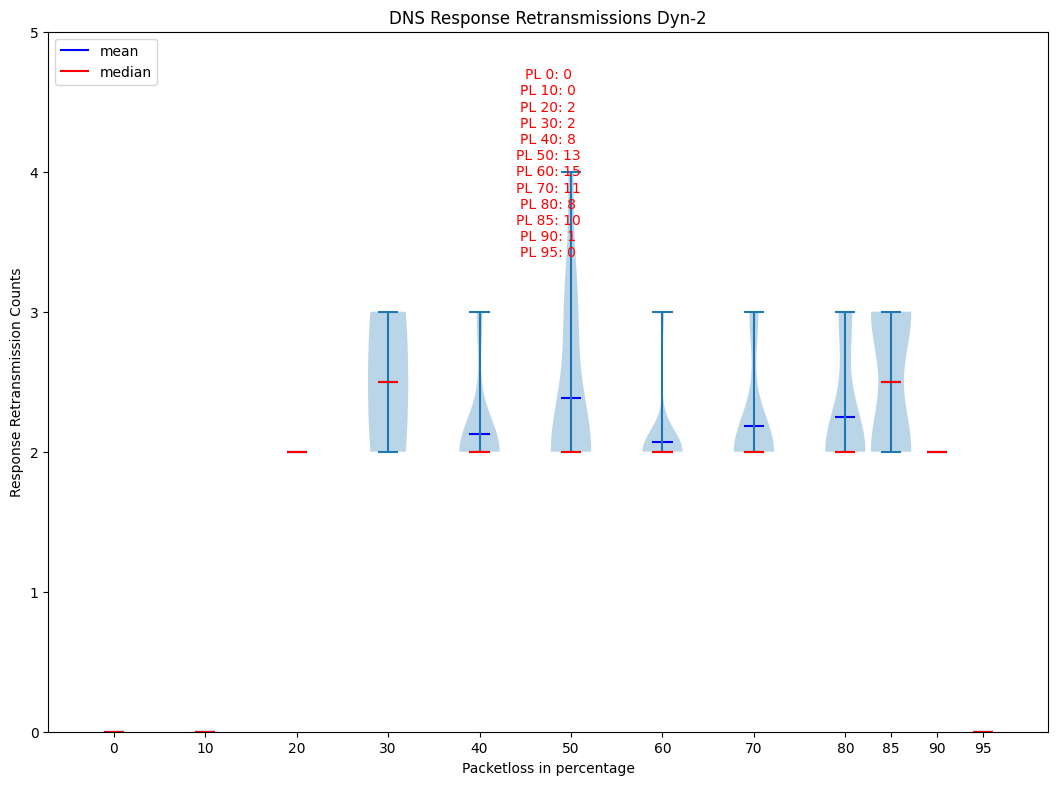 DNS Response Retransmissions Dyn-2
mean
median
PL 0: 0
PL 10: 0
PL 20: 2
PL 30: 2
PL 40: 8
PL 50: 13
PL 60: 15
PL 70: 11
PL 80: 8
PL 85: 10
PL 90: 1
PL 95: 0
Response Retransmission Counts
5
4
3
2
1
0
0 10 20 30 40 50 60 70 80 85 90 95
Packetloss in percentage